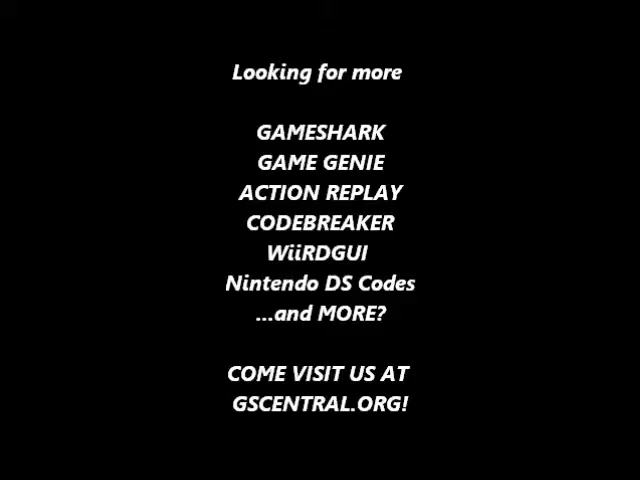 Looking for more
GAMESHARK
GAME GENIE
ACTION REPLAY
CODEBREAKER
WiiRDGUI
Nintendo DS Codes
...and MORE?
COME VISIT US AT
GSCENTRAL.ORG!